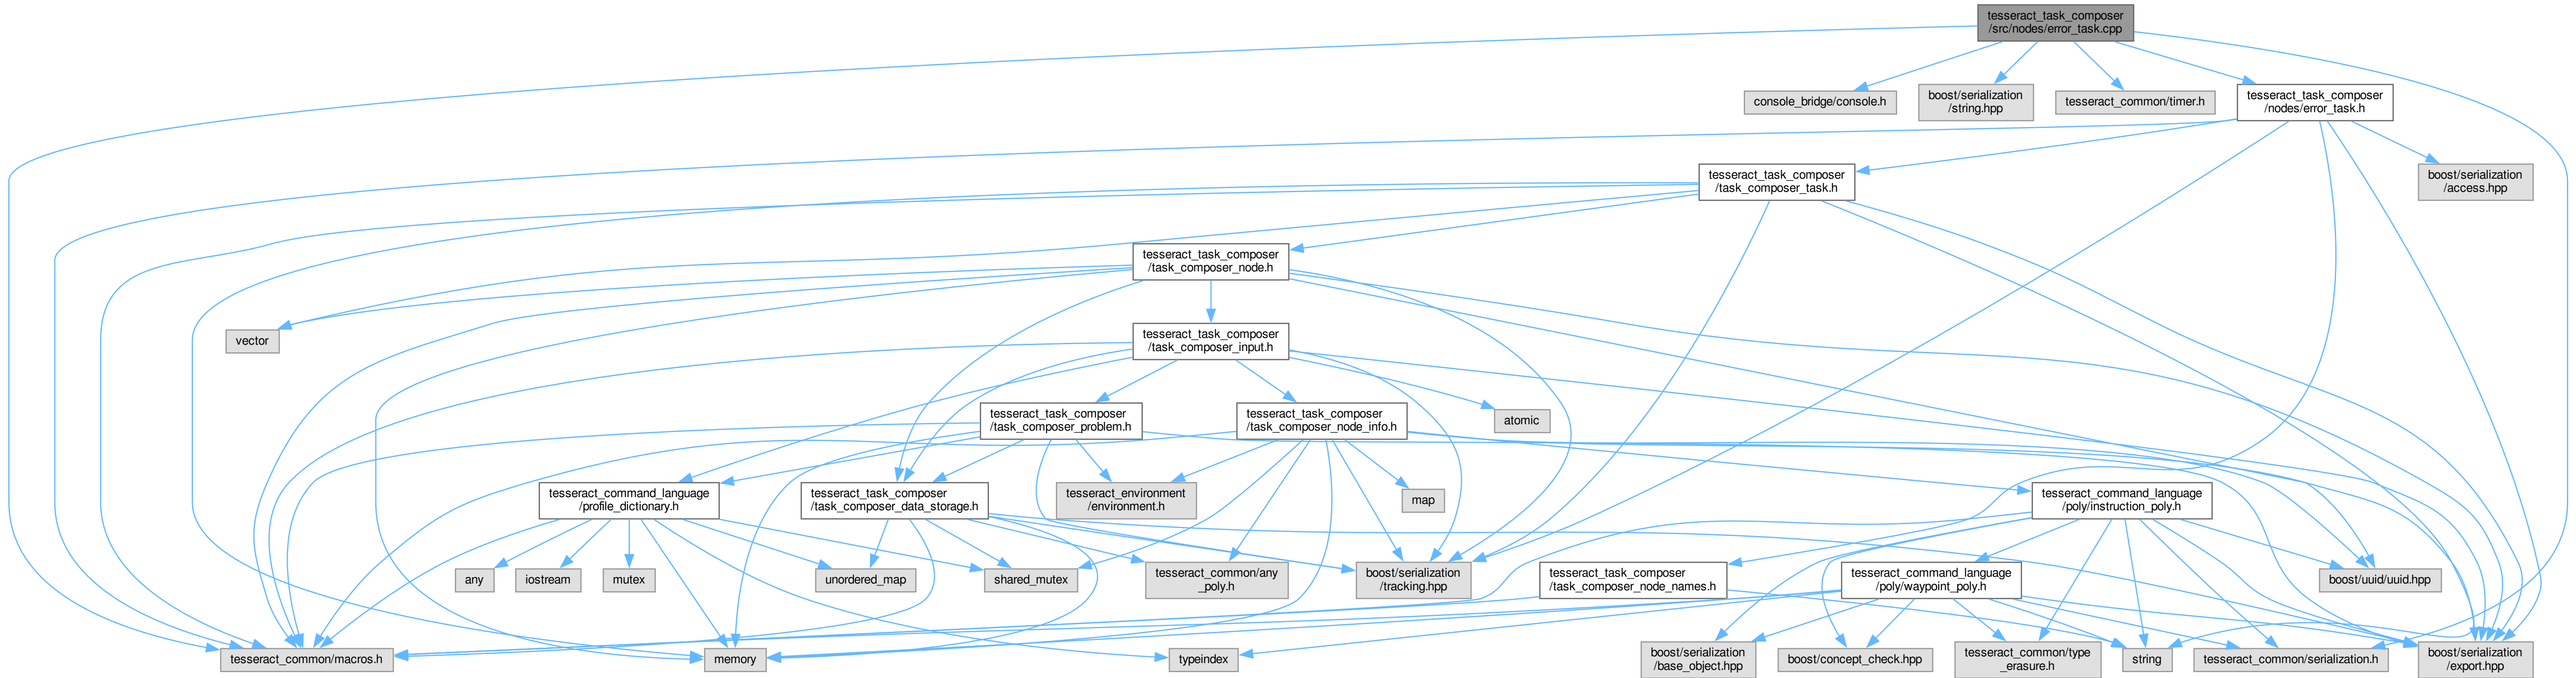 tesseract_task_composer
/src/nodes/error_task.cpp
console_bridge/console.h
boost/serialization
/string.hpp
tesseract_common/timer.h
tesseract_task_composer
/nodes/error_task.h
tesseract_task_composer
/task_composer_task.h
boost/serialization
/access.hpp
tesseract_task_composer
/task_composer_node.h
vector
tesseract_task_composer
/task_composer_input.h
tesseract_task_composer
/task_composer_problem.h
tesseract_task_composer
/task_composer_node_info.h
atomic
tesseract_command_language
/profile_dictionary.h
tesseract_task_composer
/task_composer_data_storage.h
tesseract_environment
/environment.h
map
tesseract_command_language
/poly/instruction_poly.h
any
iostream
mutex
unordered_map
shared_mutex
tesseract_common/any
_poly.h
boost/serialization
/tracking.hpp
tesseract_task_composer
/task_composer_node_names.h
tesseract_command_language
/poly/waypoint_poly.h
boost/uuid/uuid.hpp
tesseract_common/macros.h
memory
typeindex
boost/serialization
/base_object.hpp
boost/concept_check.hpp
tesseract_common/type
_erasure.h
string
tesseract_common/serialization.h
boost/serialization
/export.hpp